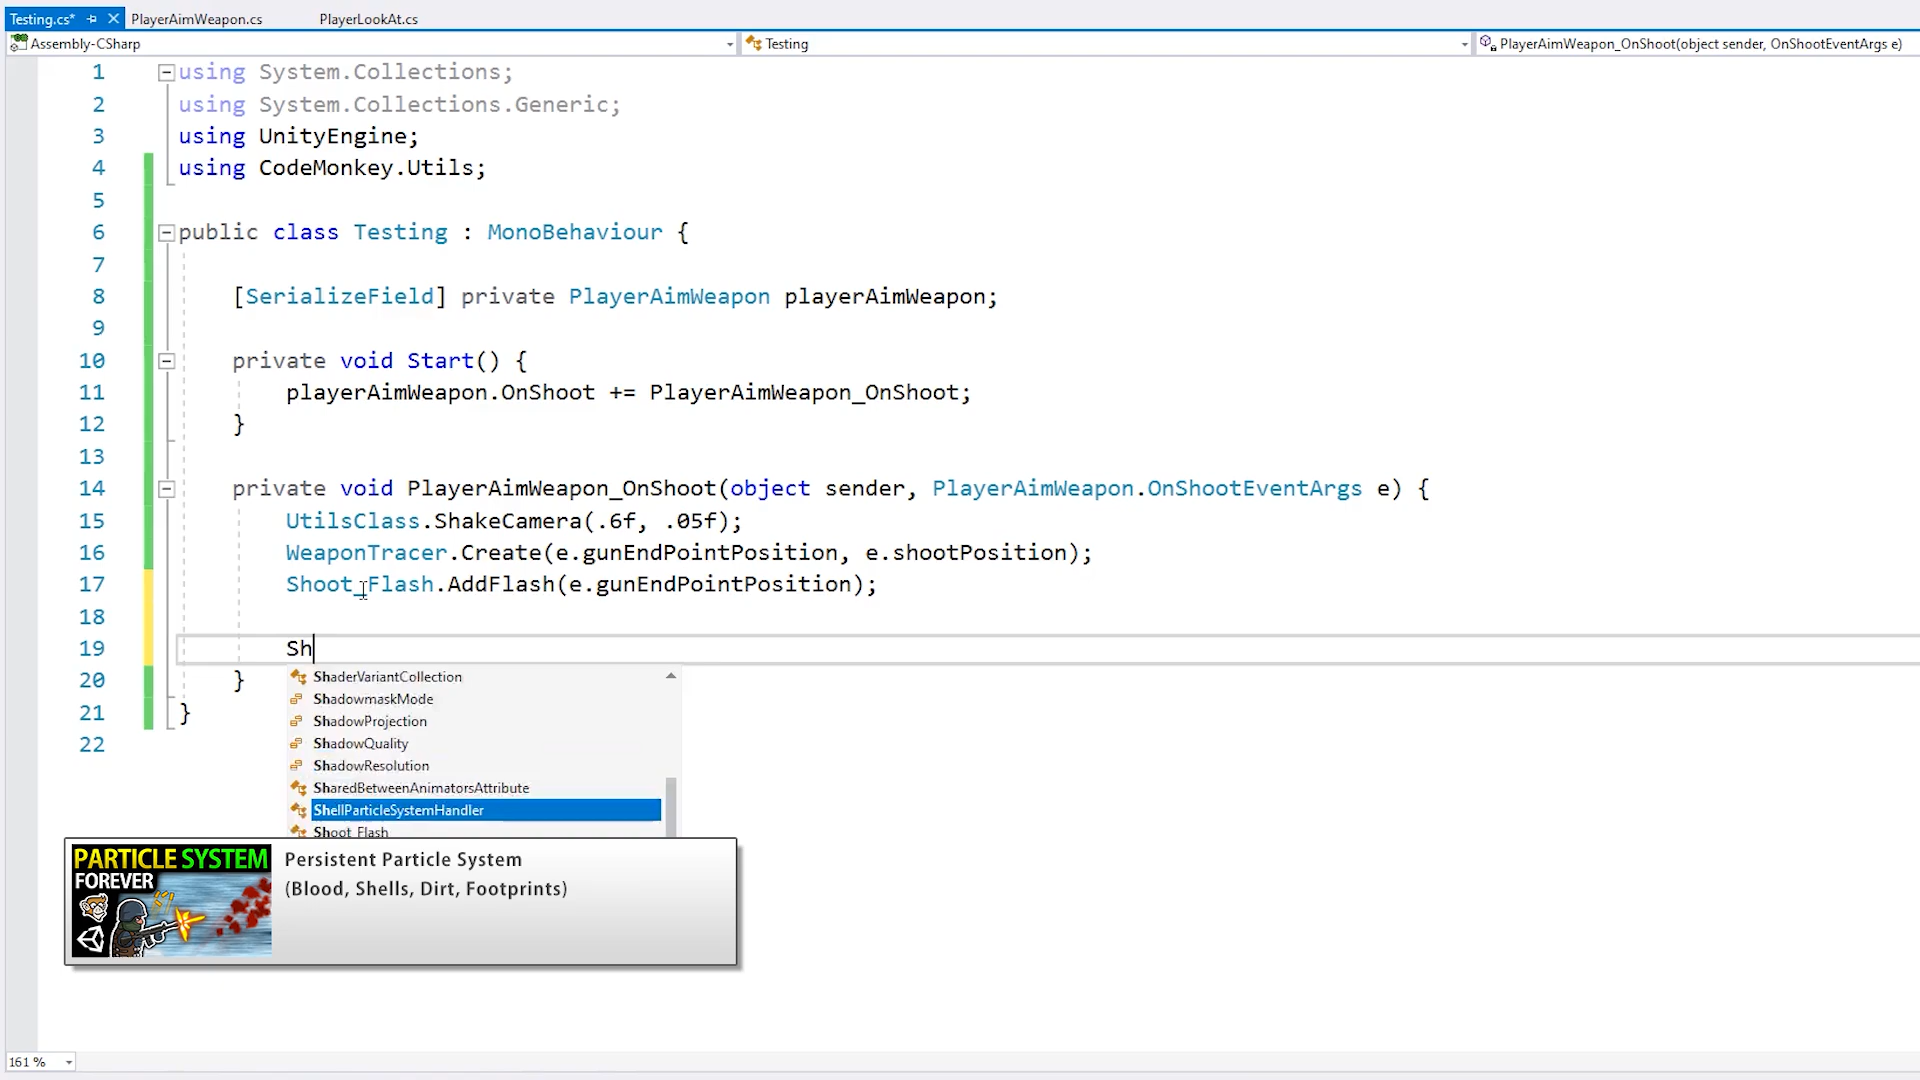 Testing.cs*
PlayerAimWeapon.cs
PlayerLookAt.cs
Assembly-CSharp
Testing
PlayerAimWeapon_OnShoot(object sender, OnShootEventArgs e)
1 using System.Collections;
2 using System.Collections.Generic;
3 using UnityEngine;
4 using CodeMonkey.Utils;
5
6 public class Testing : MonoBehaviour {
7
8 [SerializeField] private PlayerAimWeapon playerAimWeapon;
9
10 private void Start() {
11 playerAimWeapon.OnShoot += PlayerAimWeapon_OnShoot;
12 }
13
14 private void PlayerAimWeapon_OnShoot(object sender, PlayerAimWeapon.OnShootEventArgs e) {
15 UtilsClass.ShakeCamera(.6f, .05f);
16 WeaponTracer.Create(e.gunEndPointPosition, e.shootPosition);
17 Shoot_Flash.AddFlash(e.gunEndPointPosition);
18
19 Sh
20 }
21 }
22
ShaderVariantCollection
ShadowmaskMode
ShadowProjection
ShadowQuality
ShadowResolution
SharedBetweenAnimatorsAttribute
ShellParticleSystemHandler
Shoot_Flash
PARTICLE SYSTEM
FOREVER
Persistent Particle System
(Blood, Shells, Dirt, Footprints)
161 %